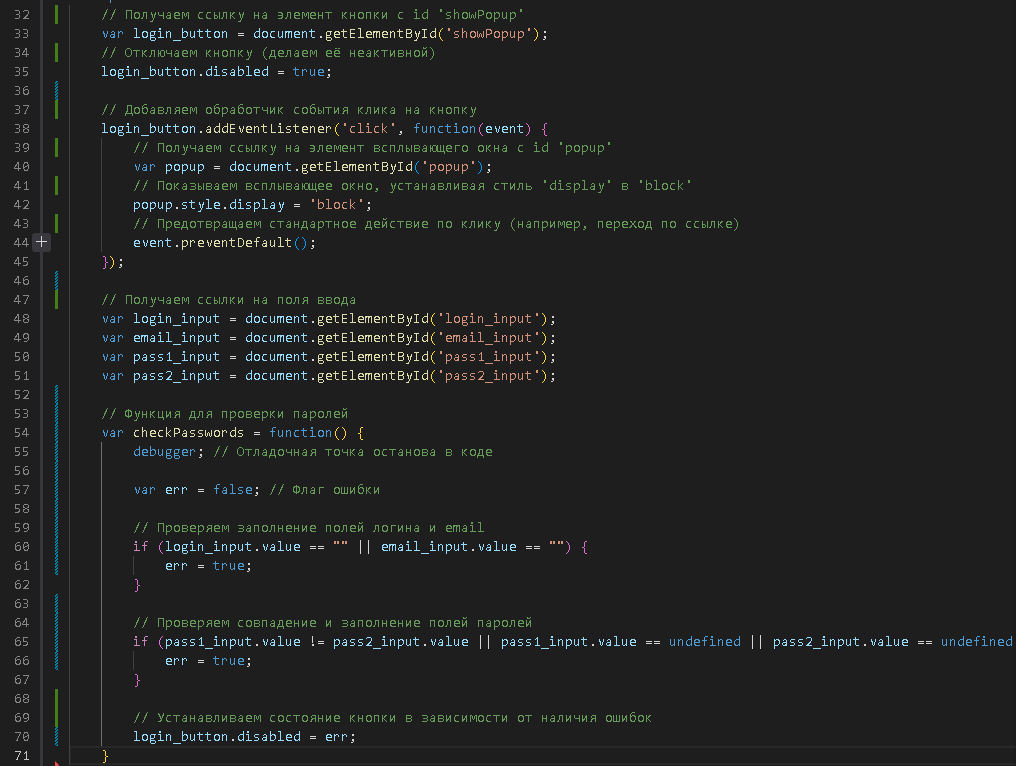 32 // Получаем ссылку на элемент кнопки с id 'showPopup'
33 var login_button = document.getElementById('showPopup');
34 // Отключаем кнопку (делаем её неактивной)
35 login_button.disabled = true;
36
37 // Добавляем обработчик события клика на кнопку
38 login_button.addEventListener('click', function(event) {
39 // Получаем ссылку на элемент всплывающего окна с id 'popup'
40 var popup = document.getElementById('popup');
41 // Показываем всплывающее окно, устанавливая стиль 'display' в 'block'
42 popup.style.display = 'block';
43 // Предотвращаем стандартное действие по клику (например, переход по ссылке)
44 event.preventDefault();
45 });
46
47 // Получаем ссылки на поля ввода
48 var login_input = document.getElementById('login_input');
49 var email_input = document.getElementById('email_input');
50 var pass1_input = document.getElementById('pass1_input');
51 var pass2_input = document.getElementById('pass2_input');
52
53 // Функция для проверки паролей
54 var checkPasswords = function() {
55 debugger; // Отладочная точка останова в коде
56
57 var err = false; // Флаг ошибки
58
59 // Проверяем заполнение полей логина и email
60 if (login_input.value == "" || email_input.value == "") {
61 err = true;
62 }
63
64 // Проверяем совпадение и заполнение полей паролей
65 if (pass1_input.value != pass2_input.value || pass1_input.value == undefined || pass2_input.value == undefined
66 err = true;
67 }
68
69 // Устанавливаем состояние кнопки в зависимости от наличия ошибок
70 login_button.disabled = err;
71 }